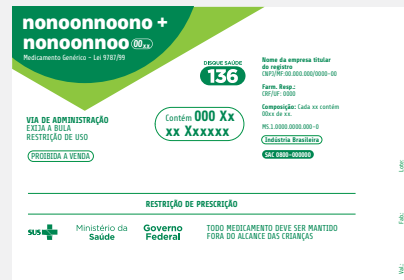 nonoonnoono +
nonoonnoo 00xx
Medicamento Genérico – Lei 9787/99
DISQUE SAÚDE
136
Nome da empresa titular
do registro
CNPJ/MF:00.000.000/0000-00
Farm. Resp.:
CRF/UF: 0000
Composição: Cada xx contém
00xx de xx.
MS.1.0000.0000.000-0
Indústria Brasileira
SAC 0800-000000
Contém 000 Xx
xx Xxxxxx
VIA DE ADMINISTRAÇÃO
EXIJA A BULA
RESTRIÇÃO DE USO
PROIBIDA A VENDA
RESTRIÇÃO DE PRESCRIÇÃO
SUS
Ministério da
Saúde
Governo
Federal
TODO MEDICAMENTO DEVE SER MANTIDO
FORA DO ALCANCE DAS CRIANÇAS
Lote:
Fab.:
Val.: